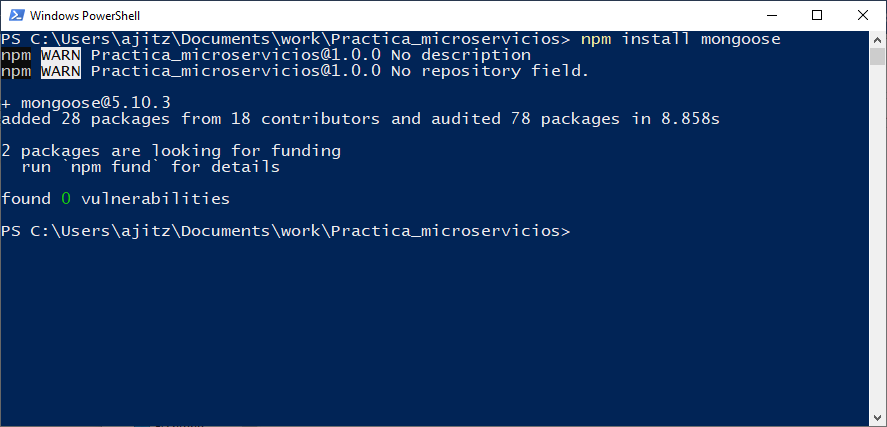 Windows PowerShell
PS C:\Users\ajitz\Documents\work\Practica_microservicios> npm install mongoose
npm WARN Practica_microservicios@1.0.0 No description
npm WARN Practica_microservicios@1.0.0 No repository field.
+ mongoose@5.10.3
added 28 packages from 18 contributors and audited 78 packages in 8.858s
2 packages are looking for funding
  run `npm fund` for details
found 0 vulnerabilities
PS C:\Users\ajitz\Documents\work\Practica_microservicios>